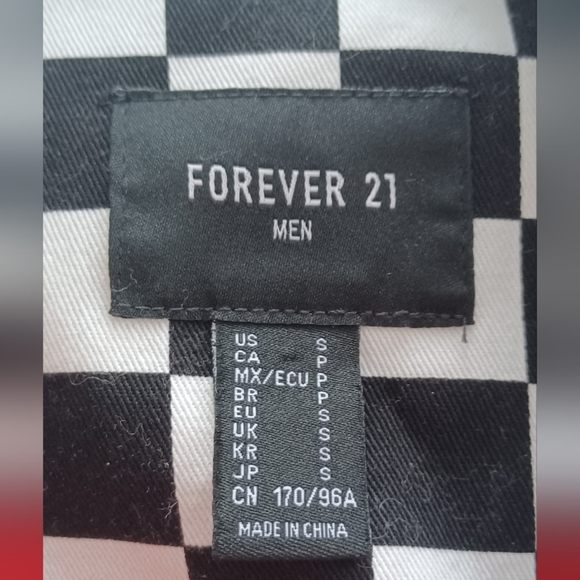 FOREVER 21
MEN
US S
CA P
MX/ECU P
BR P
EU S
UK S
KR S
JP S
CN 170/96A
MADE IN CHINA